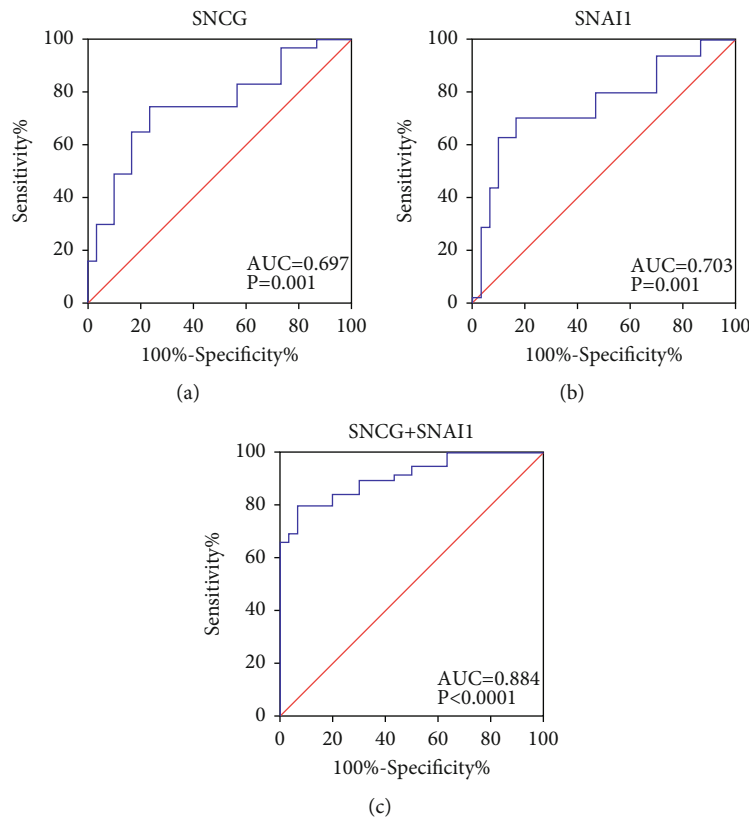 SNCG
100
80
60
40
20
0
Sensitivity%
AUC=0.697
P=0.001
0 20 40 60 80 100
100%-Specificity%
(a)
SNAI1
100
80
60
40
20
0
Sensitivity%
AUC=0.703
P=0.001
0 20 40 60 80 100
100%-Specificity%
(b)
SNCG+SNAI1
100
80
60
40
20
0
Sensitivity%
AUC=0.884
P<0.0001
0 20 40 60 80 100
100%-Specificity%
(c)